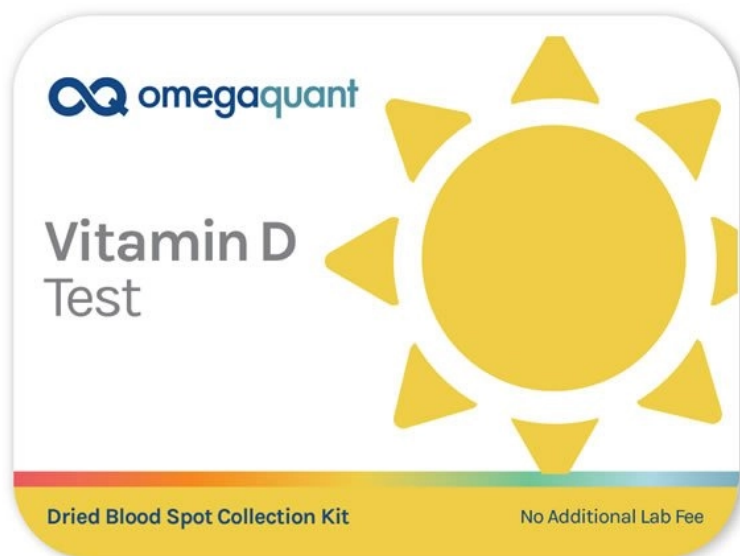 omegaquant
Vitamin D
Test
Dried Blood Spot Collection Kit
No Additional Lab Fee